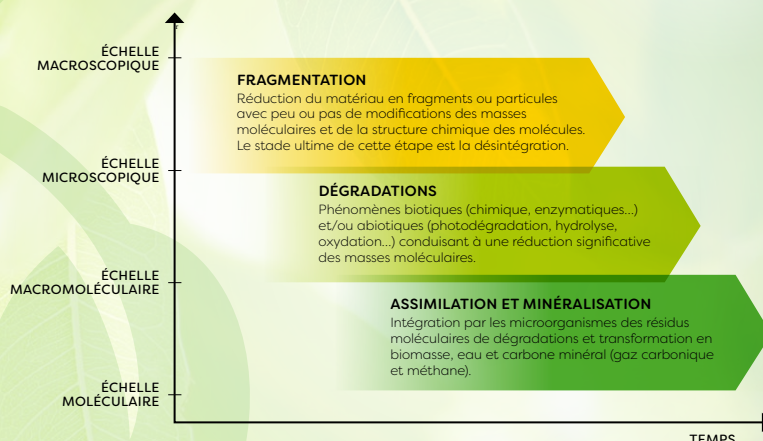 ÉCHELLE
MACROSCOPIQUE
FRAGMENTATION
Réduction du matériau en fragments ou particules
avec peu ou pas de modifications des masses
moléculaires et de la structure chimique des molécules.
Le stade ultime de cette étape est la désintégration.
ÉCHELLE
MICROSCOPIQUE
DÉGRADATIONS
Phénomènes biotiques (chimique, enzymatiques...)
et/ou abiotiques (photodégradation, hydrolyse,
oxydation...) conduisant à une réduction significative
des masses moléculaires.
ÉCHELLE
MACROMOLÉCULAIRE
ASSIMILATION ET MINÉRALISATION
Intégration par les microorganismes des résidus
moléculaires de dégradations et transformation en
biomasse, eau et carbone minéral (gaz carbonique
et méthane).
ÉCHELLE
MOLÉCULAIRE
TEMPS